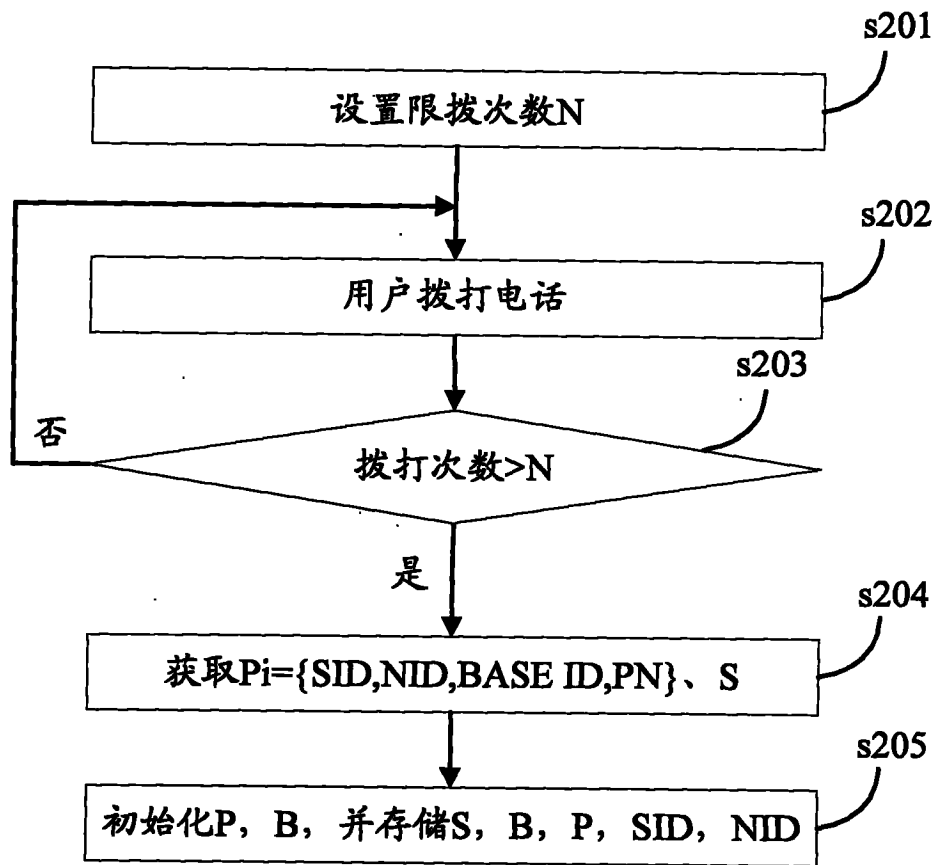 s201
设置限拨次数N
s202
用户拨打电话
s203
拨打次数>N
否
是
s204
获取Pi={SID,NID,BASE ID,PN}、S
s205
初始化P，B，并存储S，B，P，SID，NID